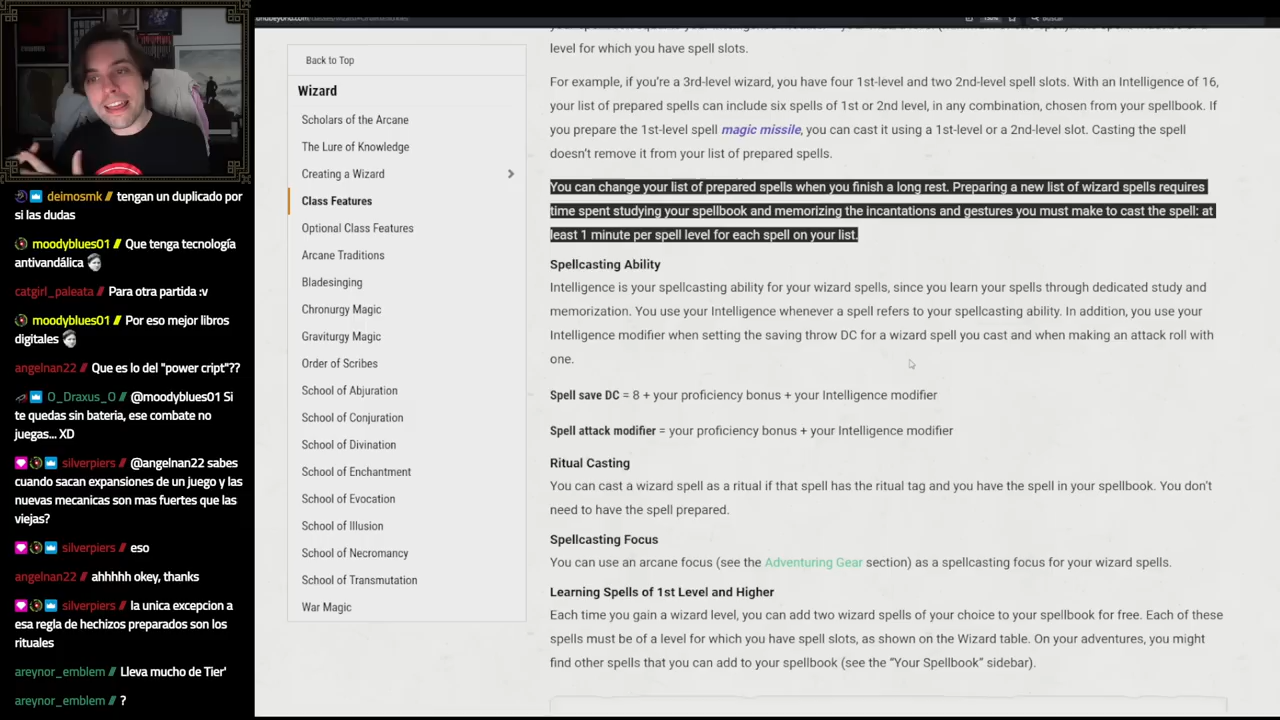 deimosmk // tengan un duplicado por
si las dudas
moodyblues01 // Que tenga tecnología
antivandálica
catgirl_paleata // Para otra partida :v
moodyblues01 // Por eso mejor libros
digitales
angelnan22 // Que es lo del "power cript"??
O_Draxus_O // @moodyblues01 Si
te quedas sin bateria, ese combate no
juegas... XD
silverpiers // @angelnan22 sabes
cuando sacan expansiones de un juego y las
nuevas mecanicas son mas fuertes que las
viejas?
silverpiers // eso
angelnan22 // ahhhhh okey, thanks
silverpiers // la unica excepcion a
esa regla de hechizos preparados son los
rituales
areynor_emblem // Lleva mucho de Tier'
areynor_emblem // ?
Back to Top
Wizard
Scholars of the Arcane
The Lure of Knowledge
Creating a Wizard
Class Features
Optional Class Features
Arcane Traditions
Bladesinging
Chronurgy Magic
Graviturgy Magic
Order of Scribes
School of Abjuration
School of Conjuration
School of Divination
School of Enchantment
School of Evocation
School of Illusion
School of Necromancy
School of Transmutation
War Magic
level for which you have spell slots.
For example, if you're a 3rd-level wizard, you have four 1st-level and two 2nd-level spell slots. With an Intelligence of 16,
your list of prepared spells can include six spells of 1st or 2nd level, in any combination, chosen from your spellbook. If
you prepare the 1st-level spell magic missile, you can cast it using a 1st-level or a 2nd-level slot. Casting the spell
doesn't remove it from your list of prepared spells.
You can change your list of prepared spells when you finish a long rest. Preparing a new list of wizard spells requires
time spent studying your spellbook and memorizing the incantations and gestures you must make to cast the spell: at
least 1 minute per spell level for each spell on your list.
Spellcasting Ability
Intelligence is your spellcasting ability for your wizard spells, since you learn your spells through dedicated study and
memorization. You use your Intelligence whenever a spell refers to your spellcasting ability. In addition, you use your
Intelligence modifier when setting the saving throw DC for a wizard spell you cast and when making an attack roll with
one.
Spell save DC = 8 + your proficiency bonus + your Intelligence modifier
Spell attack modifier = your proficiency bonus + your Intelligence modifier
Ritual Casting
You can cast a wizard spell as a ritual if that spell has the ritual tag and you have the spell in your spellbook. You don't
need to have the spell prepared.
Spellcasting Focus
You can use an arcane focus (see the Adventuring Gear section) as a spellcasting focus for your wizard spells.
Learning Spells of 1st Level and Higher
Each time you gain a wizard level, you can add two wizard spells of your choice to your spellbook for free. Each of these
spells must be of a level for which you have spell slots, as shown on the Wizard table. On your adventures, you might
find other spells that you can add to your spellbook (see the "Your Spellbook" sidebar).